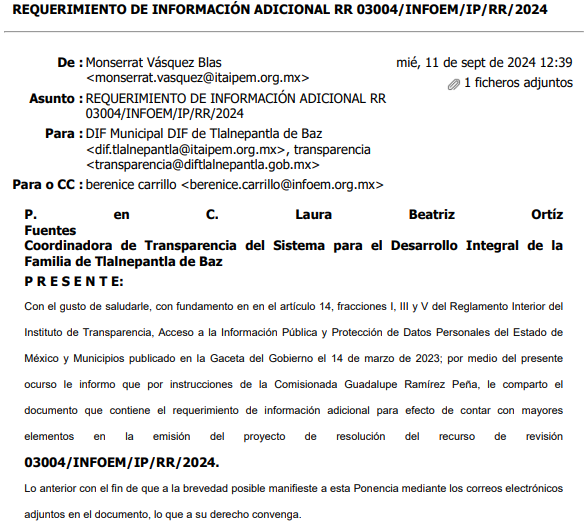 REQUERIMIENTO DE INFORMACIÓN ADICIONAL RR 03004/INFOEM/IP/RR/2024
De : Monserrat Vásquez Blas
<monserrat.vasquez@itaipem.org.mx>
mié, 11 de sept de 2024 12:39
1 ficheros adjuntos
Asunto : REQUERIMIENTO DE INFORMACIÓN ADICIONAL RR
03004/INFOEM/IP/RR/2024
Para : DIF Municipal DIF de Tlalnepantla de Baz
<dif.tlalnepantla@itaipem.org.mx>, transparencia
<transparencia@diftlalnepantla.gob.mx>
Para o CC : berenice carrillo <berenice.carrillo@infoem.org.mx>
P. en C. Laura Beatriz Ortíz
Fuentes
Coordinadora de Transparencia del Sistema para el Desarrollo Integral de la
Familia de Tlalnepantla de Baz
P R E S E N T E:
Con el gusto de saludarle, con fundamento en en el artículo 14, fracciones I, III y V del Reglamento Interior del
Instituto de Transparencia, Acceso a la Información Pública y Protección de Datos Personales del Estado de
México y Municipios publicado en la Gaceta del Gobierno el 14 de marzo de 2023; por medio del presente
ocurso le informo que por instrucciones de la Comisionada Guadalupe Ramírez Peña, le comparto el
documento que contiene el requerimiento de información adicional para efecto de contar con mayores
elementos en la emisión del proyecto de resolución del recurso de revisión
03004/INFOEM/IP/RR/2024.
Lo anterior con el fin de que a la brevedad posible manifieste a esta Ponencia mediante los correos electrónicos
adjuntos en el documento, lo que a su derecho convenga.